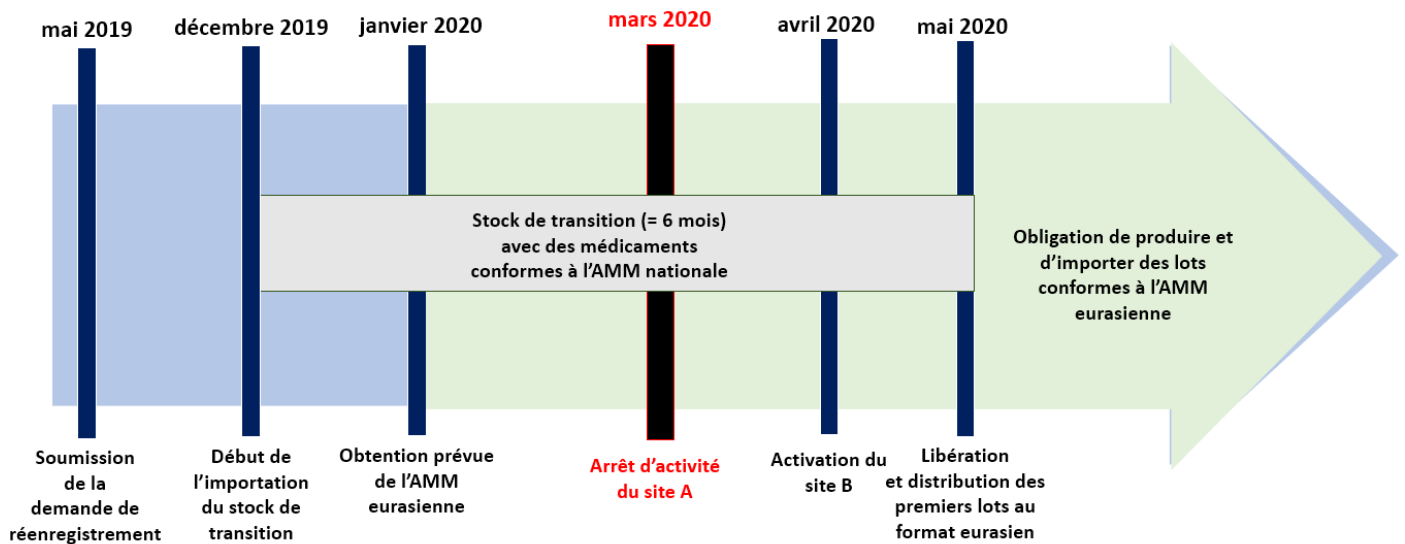 mai 2019
décembre 2019
janvier 2020
mars 2020
avril 2020
mai 2020
Stock de transition (= 6 mois)
avec des médicaments
conformes à l’AMM nationale
Obligation de produire et
d’importer des lots
conformes à l’AMM
eurasienne
Soumission
de la
demande de
réenregistrement
Début de
l’importation
du stock de
transition
Obtention prévue
de l’AMM
eurasienne
Arrêt d’activité
du site A
Activation du
site B
Libération
et distribution des
premiers lots au
format eurasien